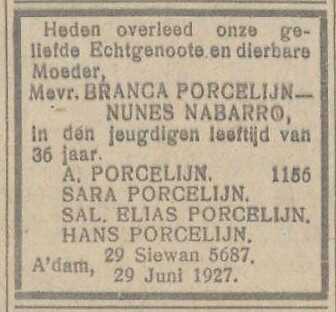 Heden overleed onze ge-
liefde Echtgenoote en dierbare
Moeder,
Mevr. BRANCA PORCELIJN—
NUNES NABARRO,
in den jeugdigen leeftijd van
36 jaar.
A. PORCELIJN. 1156
SARA PORCELIJN.
SAL. ELIAS PORCELIJN.
HANS PORCELIJN.
A'dam, 29 Siewan 5687.
29 Juni 1927.